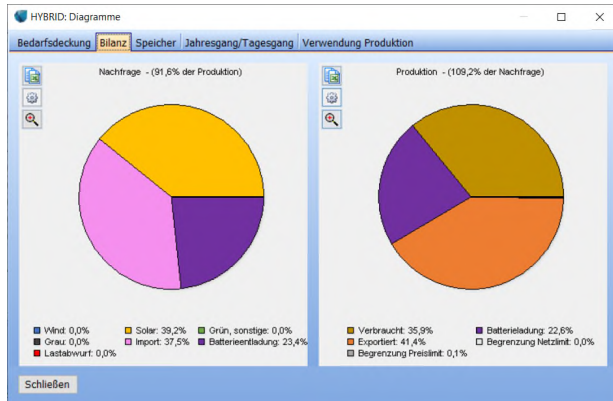 HYBRID: Diagramme
Bedarfsdeckung Bilanz Speicher Jahresgang/Tagesgang Verwendung Produktion
Nachfrage - (91,6% der Produktion)
Wind: 0,0% Solar: 39,2% Grün, sonstige: 0,0%
Grau: 0,0% Import: 37,5% Batterieentladung: 23,4%
Lastabwurf: 0,0%
Produktion - (109,2% der Nachfrage)
Verbraucht: 35,9% Batterieladung: 22,6%
Exportiert: 41,4% Begrenzung Netzlimit: 0,0%
Begrenzung Preislimit: 0,1%
Schließen